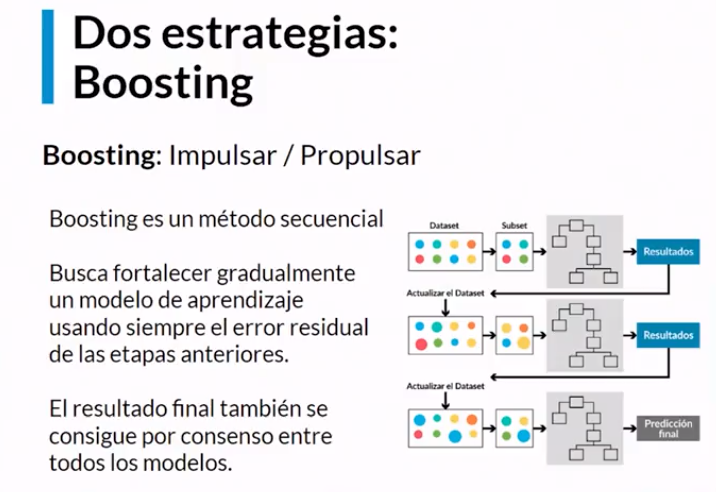 Dos estrategias:
Boosting
Boosting: Impulsar / Propulsar
Boosting es un método secuencial
Busca fortalecer gradualmente
un modelo de aprendizaje
usando siempre el error residual
de las etapas anteriores.
El resultado final también se
consigue por consenso entre
todos los modelos.
Dataset
Subset
Resultados
Actualizar el Dataset
Resultados
Actualizar el Dataset
Predicción
final